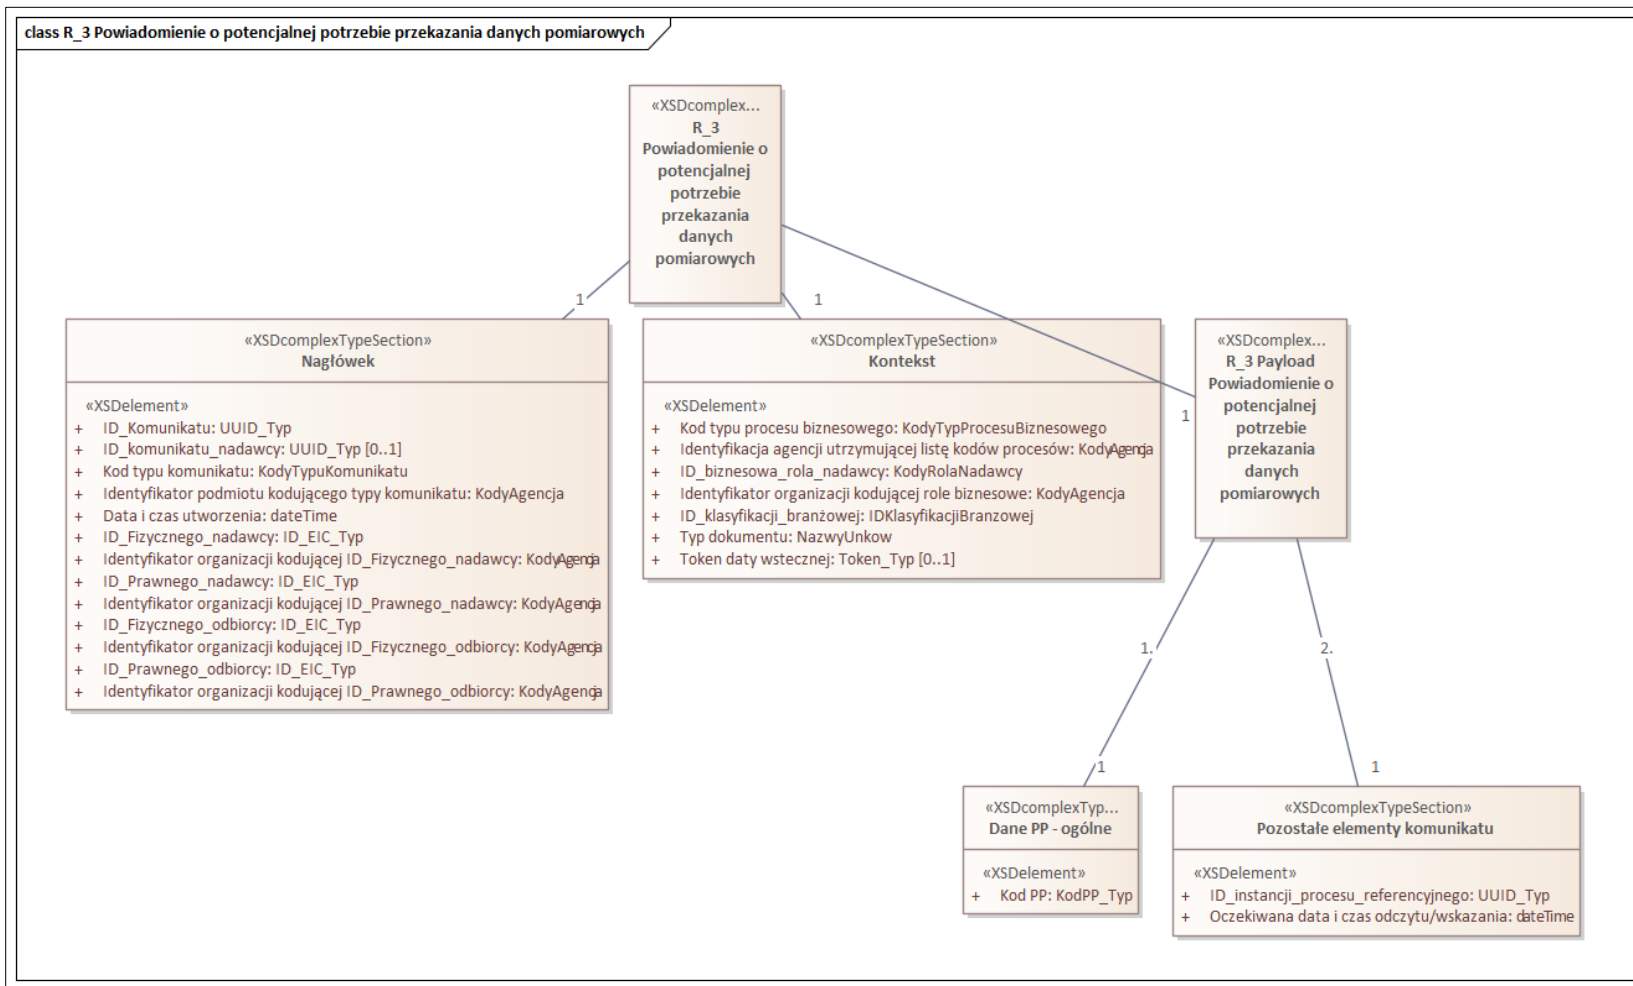 class R_3 Powiadomienie o potencjalnej potrzebie przekazania danych pomiarowych
«XSDcomplex...
R_3
Powiadomienie o
potencjalnej
potrzebie
przekazania
danych
pomiarowych
1
1
1
«XSDcomplexTypeSection»
Nagłówek
«XSDelement»
+ ID_Komunikatu: UUID_Typ
+ ID_komunikatu_nadawcy: UUID_Typ [0..1]
+ Kod typu komunikatu: KodyTypuKomunikatu
+ Identyfikator podmiotu kodującego typy komunikatu: KodyAgencja
+ Data i czas utworzenia: dateTime
+ ID_Fizycznego_nadawcy: ID_EIC_Typ
+ Identyfikator organizacji kodującej ID_Fizycznego_nadawcy: KodyAgencja
+ ID_Prawnego_nadawcy: ID_EIC_Typ
+ Identyfikator organizacji kodującej ID_Prawnego_nadawcy: KodyAgencja
+ ID_Fizycznego_odbiorcy: ID_EIC_Typ
+ Identyfikator organizacji kodującej ID_Fizycznego_odbiorcy: KodyAgencja
+ ID_Prawnego_odbiorcy: ID_EIC_Typ
+ Identyfikator organizacji kodującej ID_Prawnego_odbiorcy: KodyAgencja
«XSDcomplexTypeSection»
Kontekst
«XSDelement»
+ Kod typu procesu biznesowego: KodyTypProcesuBiznesowego
+ Identyfikacja agencji utrzymującej listę kodów procesów: KodyAgencja
+ ID_biznesowa_rola_nadawcy: KodyRolaNadawcy
+ Identyfikator organizacji kodującej role biznesowe: KodyAgencja
+ ID_klasyfikacji_branżowej: IDKlasyfikacjiBranzowej
+ Typ dokumentu: NazwyUnkow
+ Token daty wstecznej: Token_Typ [0..1]
«XSDcomplex...
R_3 Payload
Powiadomienie o
potencjalnej
potrzebie
przekazania
danych
pomiarowych
1.
2.
1
1
«XSDcomplexTyp...
Dane PP - ogólne
«XSDelement»
+ Kod PP: KodPP_Typ
«XSDcomplexTypeSection»
Pozostałe elementy komunikatu
«XSDelement»
+ ID_instancji_procesu_referencyjnego: UUID_Typ
+ Oczekiwana data i czas odczytu/wskazania: dateTime